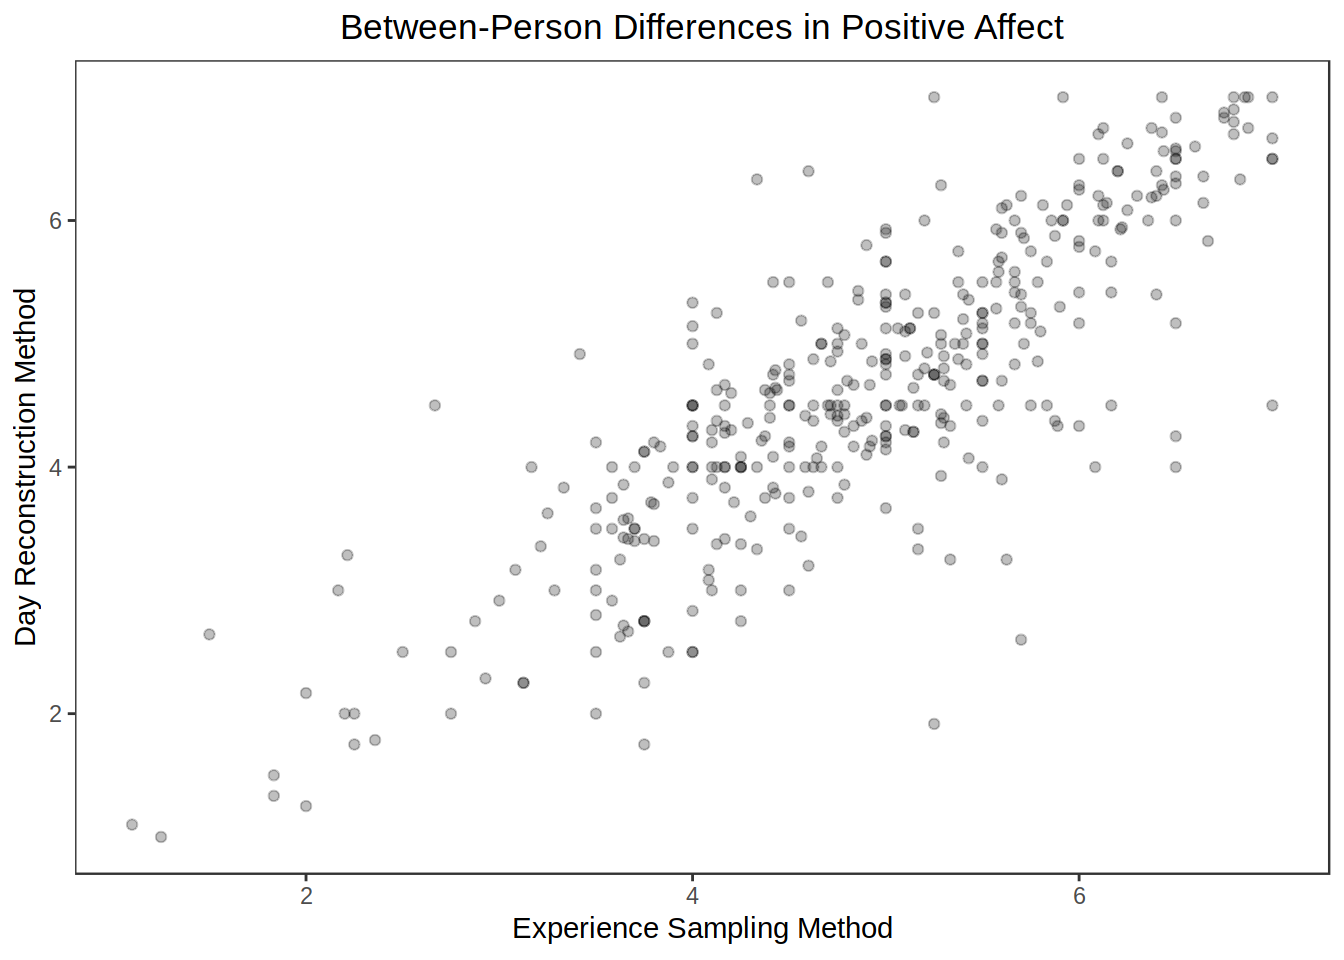 Between-Person Differences in Positive Affect
Day Reconstruction Method
6
4
2
2 4 6
Experience Sampling Method